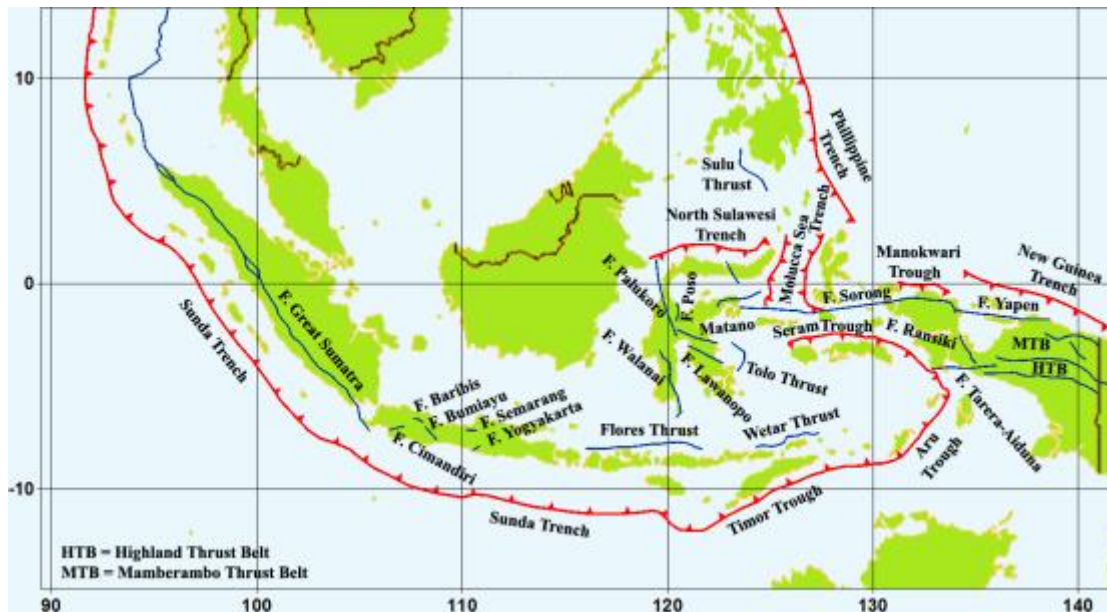 10
Phillippine
Trench
Sulu
Thrust
North Sulawesi
Trench
Molucca Sea
Trench
Manokwari
Trough
New Guinea
Trench
0
F. Palukoro
F. Poso
F. Sorong
F. Yapen
Sunda Trench
F. Great Sumatra
Matano
Seram Trough
F. Ransiki
MTB
HTB
F. Walanai
F. Lawanopo
Tolo Thrust
F. Baribis
F. Bumiayu
F. Semarang
F. Yogyakarta
F. Cimandiri
Flores Thrust
Wetar Thrust
Aru
Trough
F. Tarera-Aiduna
-10
Sunda Trench
Timor Trough
HTB = Highland Thrust Belt
MTB = Mamberambo Thrust Belt
90
100
110
120
130
140